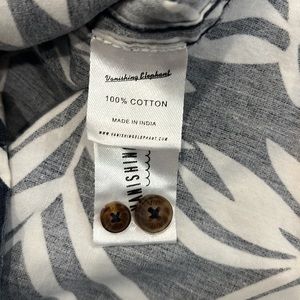 Vanishing Elephant
100% COTTON
MADE IN INDIA
WWW.VANISHINGELEPHANT.COM
VANISHIN